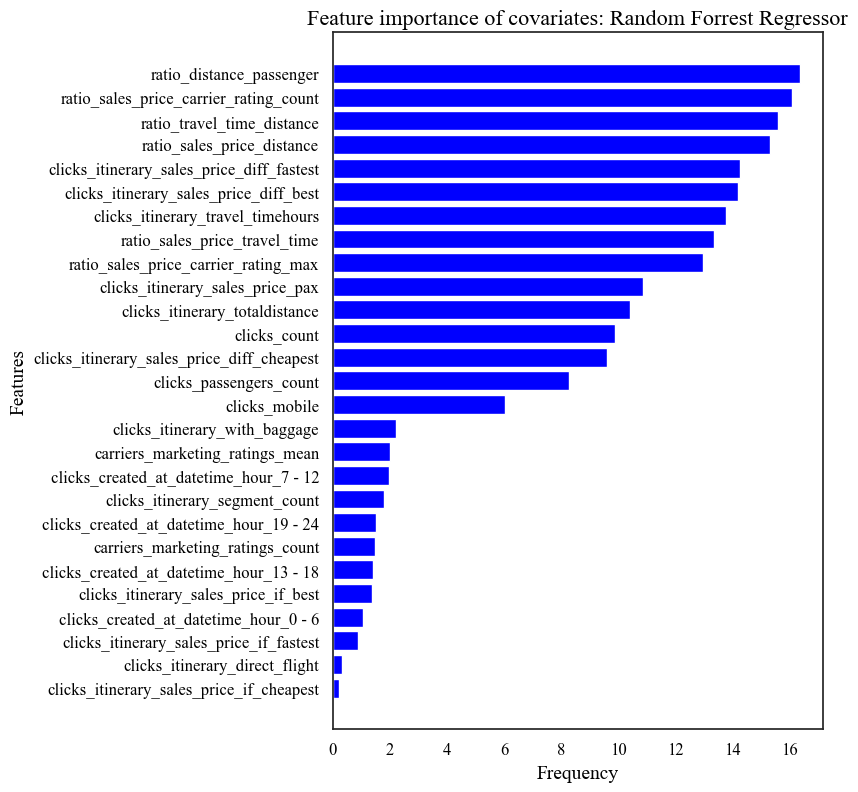 Feature importance of covariates: Random Forrest Regressor
ratio_distance_passenger
ratio_sales_price_carrier_rating_count
ratio_travel_time_distance
ratio_sales_price_distance
clicks_itinerary_sales_price_diff_fastest
clicks_itinerary_sales_price_diff_best
clicks_itinerary_travel_timehours
ratio_sales_price_travel_time
ratio_sales_price_carrier_rating_max
clicks_itinerary_sales_price_pax
clicks_itinerary_totaldistance
clicks_count
clicks_itinerary_sales_price_diff_cheapest
clicks_passengers_count
clicks_mobile
clicks_itinerary_with_baggage
carriers_marketing_ratings_mean
clicks_created_at_datetime_hour_7 - 12
clicks_itinerary_segment_count
clicks_created_at_datetime_hour_19 - 24
carriers_marketing_ratings_count
clicks_created_at_datetime_hour_13 - 18
clicks_itinerary_sales_price_if_best
clicks_created_at_datetime_hour_0 - 6
clicks_itinerary_sales_price_if_fastest
clicks_itinerary_direct_flight
clicks_itinerary_sales_price_if_cheapest
Features
0 2 4 6 8 10 12 14 16
Frequency